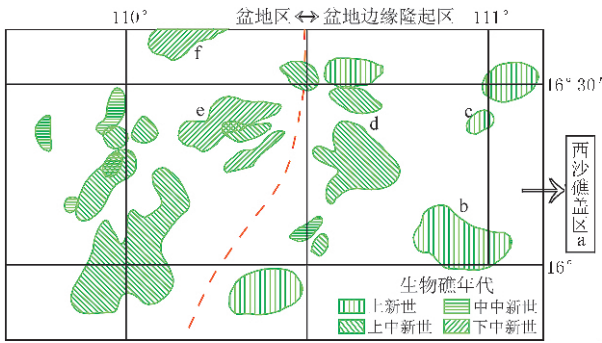 110° 盆地区 ⇔ 盆地边缘隆起区 111°
f
16°30′
e
c
d
西沙礁盖区a
b
16°
生物礁年代
上新世 中中新世
上中新世 下中新世